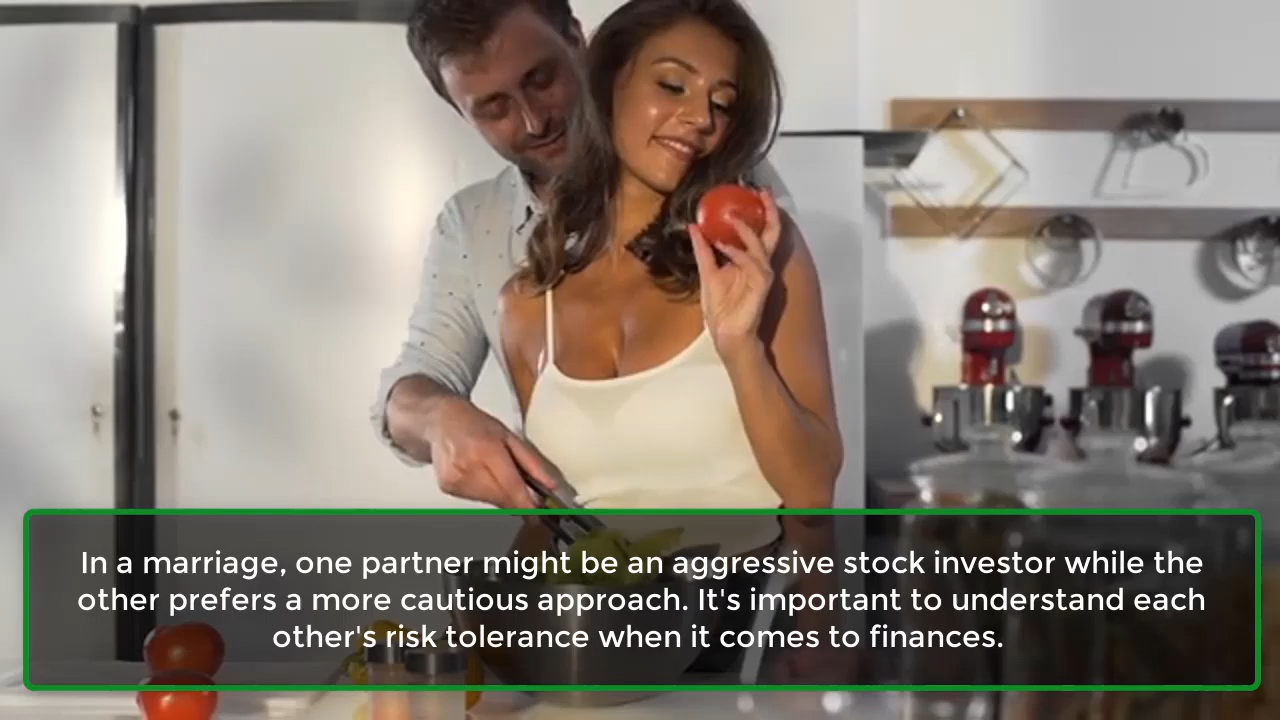 In a marriage, one partner might be an aggressive stock investor while the
other prefers a more cautious approach. It's important to understand each
other's risk tolerance when it comes to finances.